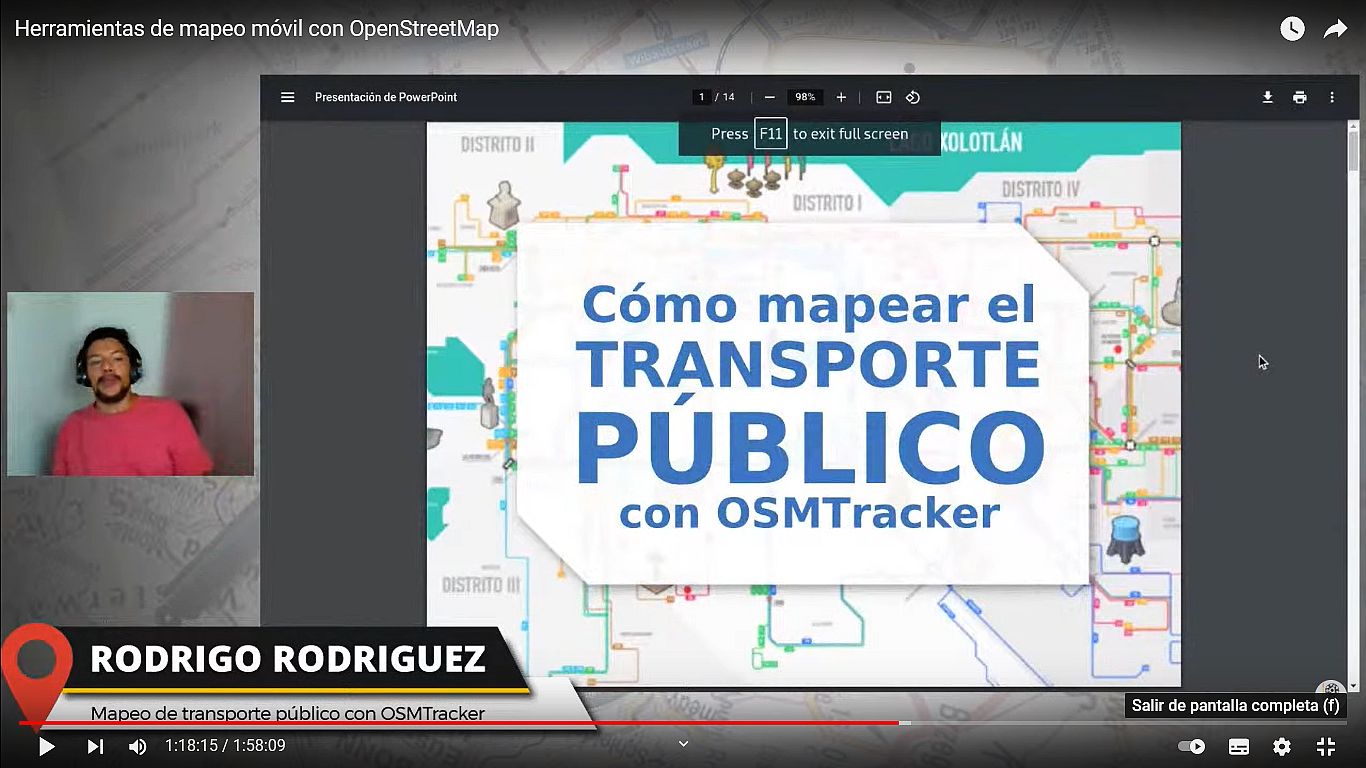 Herramientas de mapeo móvil con OpenStreetMap
Presentación de PowerPoint
1 / 14
98%
Press F11 to exit full screen
DISTRITO II
LAGO XOLOTLÁN
DISTRITO I
DISTRITO IV
Cómo mapear el
TRANSPORTE
PÚBLICO
con OSMTracker
DISTRITO III
RODRIGO RODRIGUEZ
Mapeo de transporte público con OSMTracker
Salir de pantalla completa (f)
1:18:15 / 1:58:09